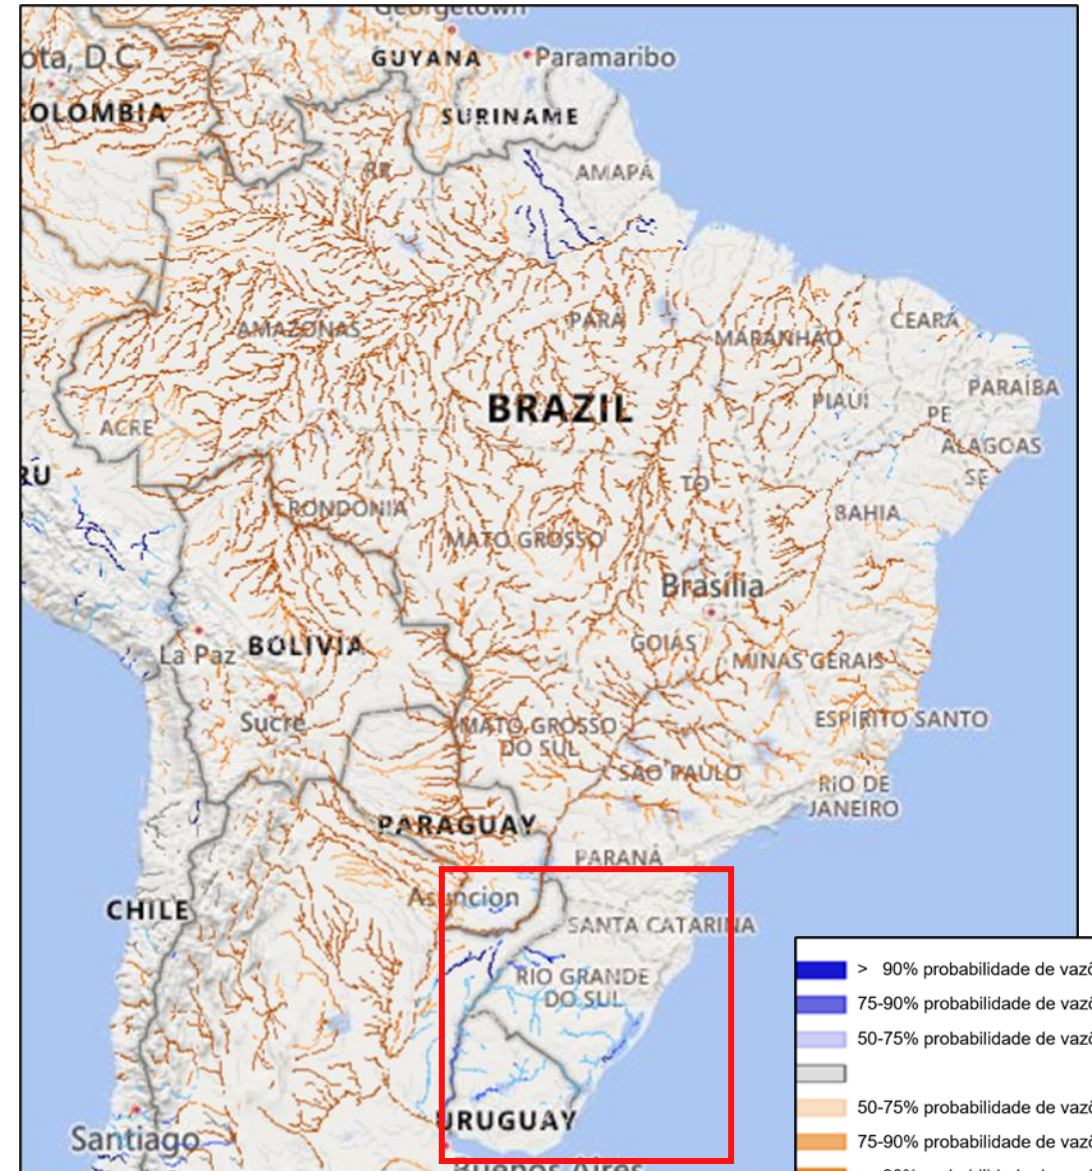 Georgetown
ota, D.C.
GUYANA
Paramaribo
OLOMBIA
SURINAME
RR
AMAPÁ
AMAZONAS
PARÁ
MARANHÃO
CEARÁ
BRAZIL
PIAUI
PARAÍBA
PE
ACRE
ALAGOAS
RU
TO
SE
RONDONIA
BAHIA
MATO GROSSO
Brasília
BOLIVIA
La Paz
GOIÁS
MINAS GERAIS
Sucre
MATO GROSSO
DO SUL
ESPÍRITO SANTO
SÃO PAULO
RIO DE
JANEIRO
PARAGUAY
PARANÁ
Asuncion
CHILE
SANTA CATARINA
RIO GRANDE
DO SUL
> 90% probabilidade de vazõ
75-90% probabilidade de vazõ
50-75% probabilidade de vazõ
50-75% probabilidade de vazõ
URUGUAY
75-90% probabilidade de vazõ
Santiago
Buenos Aires